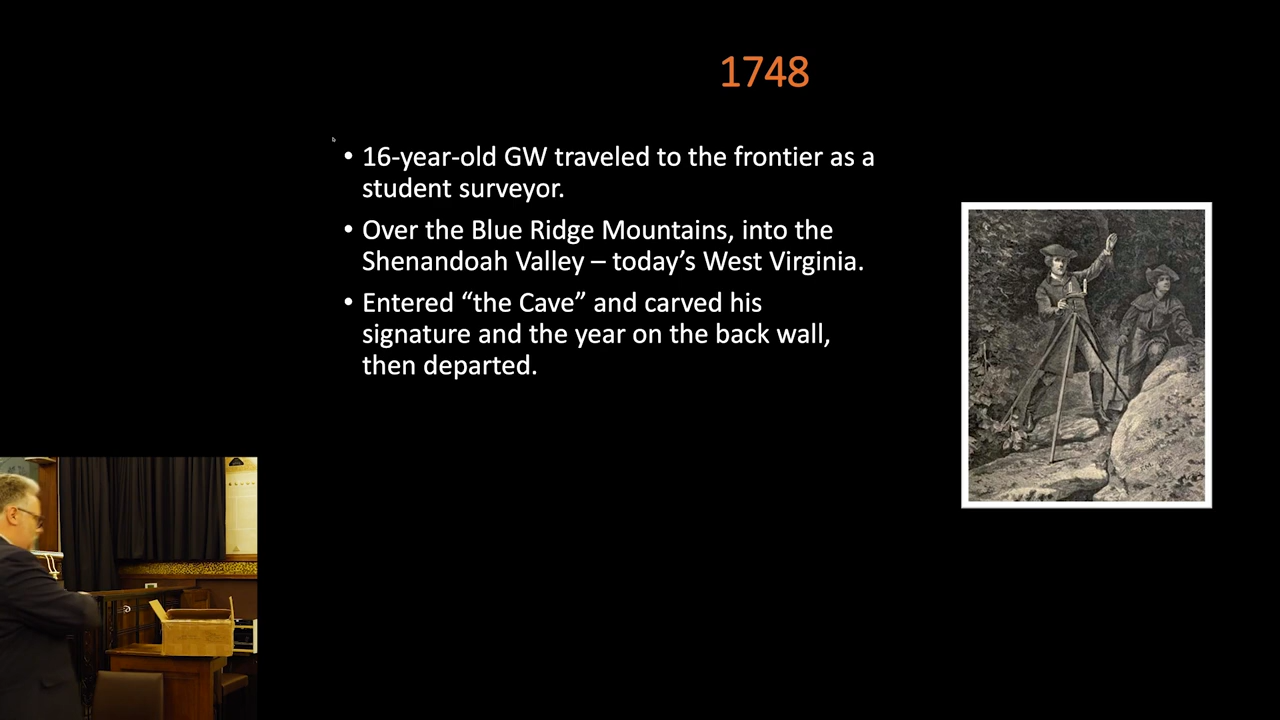 1748
• 16-year-old GW traveled to the frontier as a
student surveyor.
• Over the Blue Ridge Mountains, into the
Shenandoah Valley – today’s West Virginia.
• Entered “the Cave” and carved his
signature and the year on the back wall,
then departed.